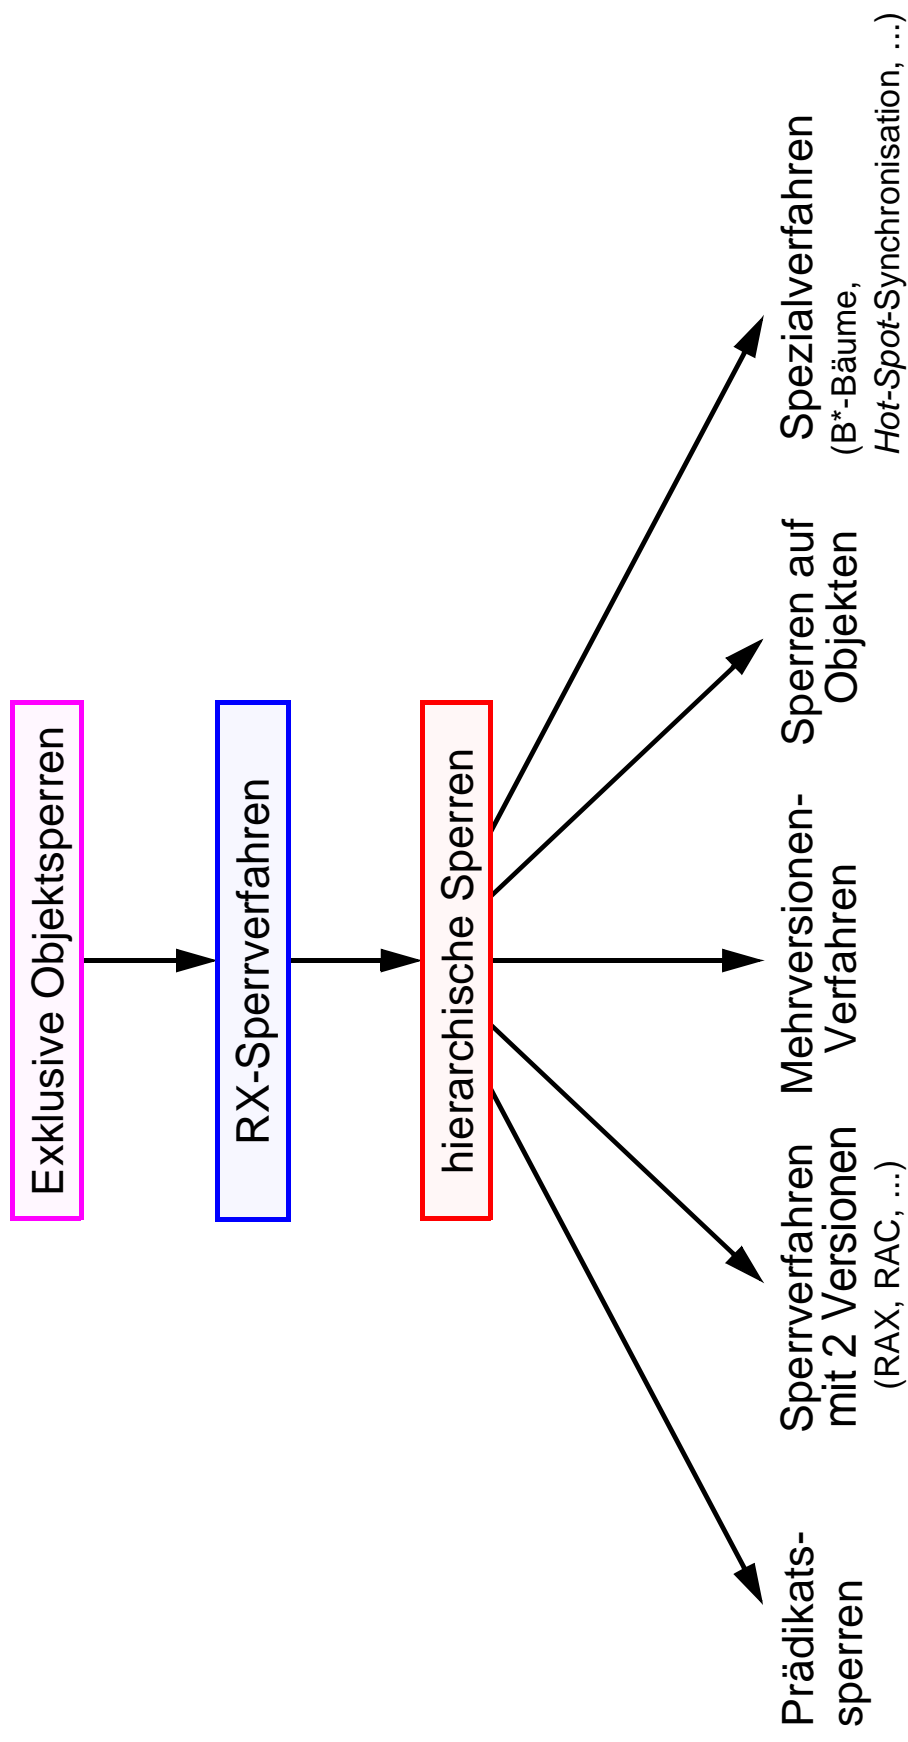 Exklusive Objektsperren
RX-Sperrverfahren
hierarchische Sperren
Prädikats-
sperren
Sperrverfahren
mit 2 Versionen
(RAX, RAC, ...)
Mehrversionen-
Verfahren
Sperren auf
Objekten
Spezialverfahren
(B*-Bäume,
Hot-Spot-Synchronisation, ...)